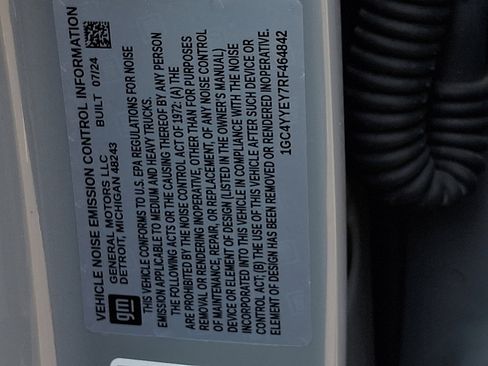 VEHICLE NOISE EMISSION CONTROL INFORMATION
gm
GENERAL MOTORS LLC BUILT 07/24
DETROIT, MICHIGAN 48243
THIS VEHICLE CONFORMS TO U.S. EPA REGULATIONS FOR NOISE
EMISSION APPLICABLE TO MEDIUM AND HEAVY TRUCKS.
THE FOLLOWING ACTS OR THE CAUSING THEREOF BY ANY PERSON
ARE PROHIBITED BY THE NOISE CONTROL ACT OF 1972: (A) THE
REMOVAL OR RENDERING INOPERATIVE, OTHER THAN FOR PURPOSES
OF MAINTENANCE, REPAIR, OR REPLACEMENT, OF ANY NOISE CONTROL
DEVICE OR ELEMENT OF DESIGN (LISTED IN THE OWNER'S MANUAL)
INCORPORATED INTO THIS VEHICLE IN COMPLIANCE WITH THE NOISE
CONTROL ACT; (B) THE USE OF THIS VEHICLE AFTER SUCH DEVICE OR
ELEMENT OF DESIGN HAS BEEN REMOVED OR RENDERED INOPERATIVE.
1GC4YYEY7RF464842